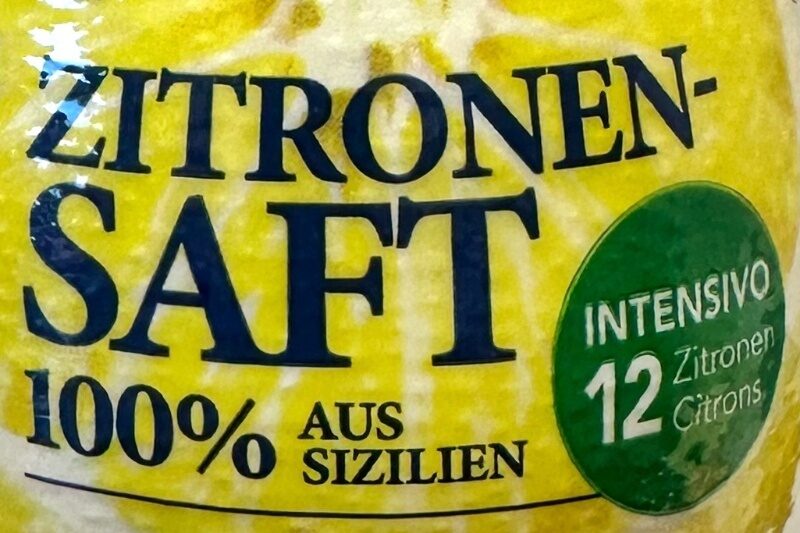 ZITRONEN-
SAFT
100% AUS
SIZILIEN
INTENSIVO
12 Zitronen
Citrons